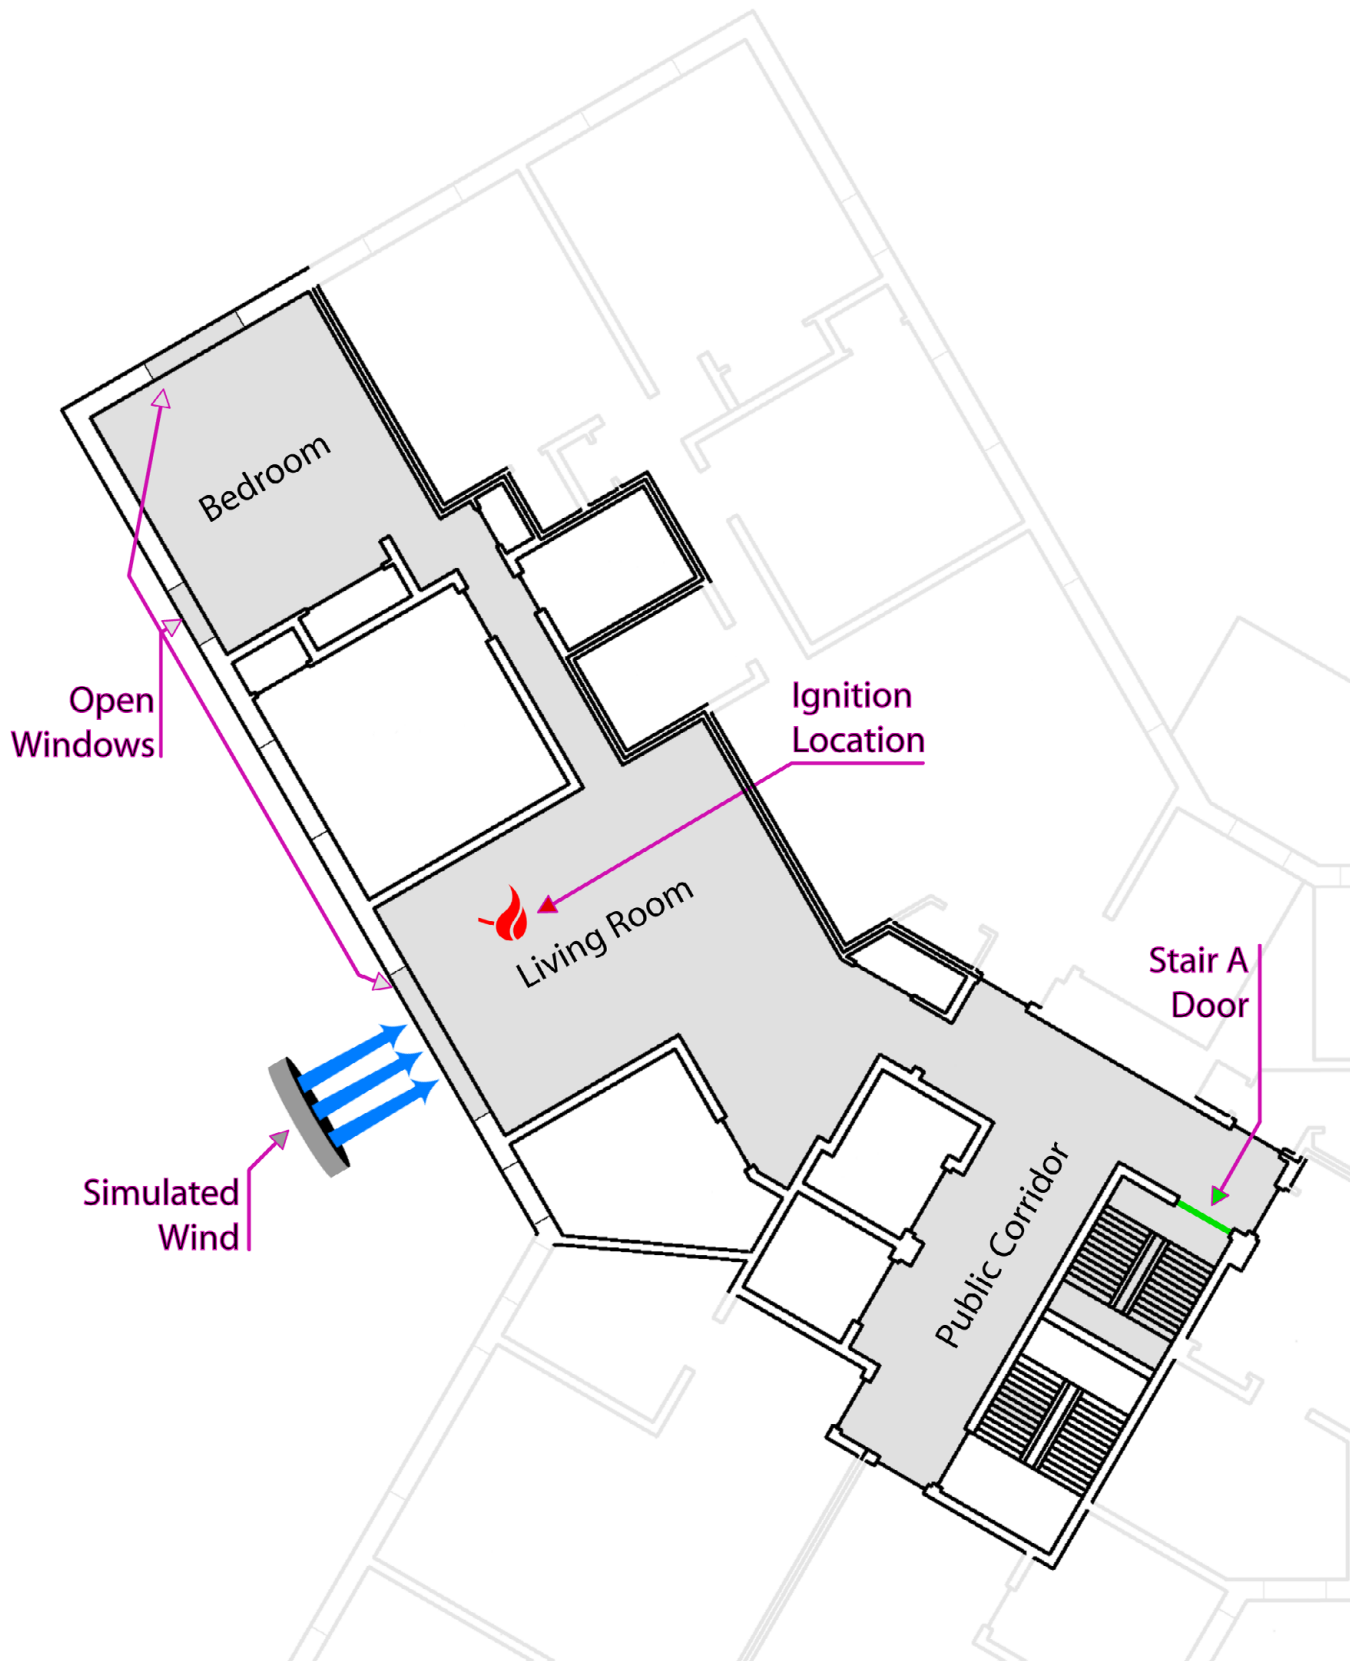 Bedroom
Open
Windows
Ignition
Location
Living Room
Stair A
Door
Simulated
Wind
Public Corridor